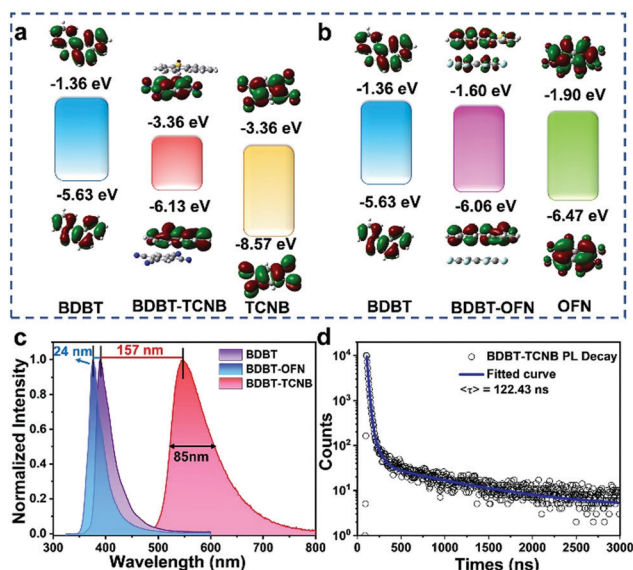 a
b
-1.36 eV
-3.36 eV
-3.36 eV
-5.63 eV
-6.13 eV
-8.57 eV
BDBT
BDBT-TCNB
TCNB
-1.36 eV
-1.60 eV
-1.90 eV
-5.63 eV
-6.06 eV
-6.47 eV
BDBT
BDBT-OFN
OFN
c
24 nm
157 nm
BDBT
BDBT-OFN
BDBT-TCNB
85nm
Normalized Intensity
1.0
0.8
0.6
0.4
0.2
0.0
300 400 500 600 700 800
Wavelength (nm)
d
BDBT-TCNB PL Decay
Fitted curve
<τ> = 122.43 ns
Counts
10⁴
10³
10²
10¹
10⁰
0 500 1000 1500 2000 2500 3000
Times (ns)